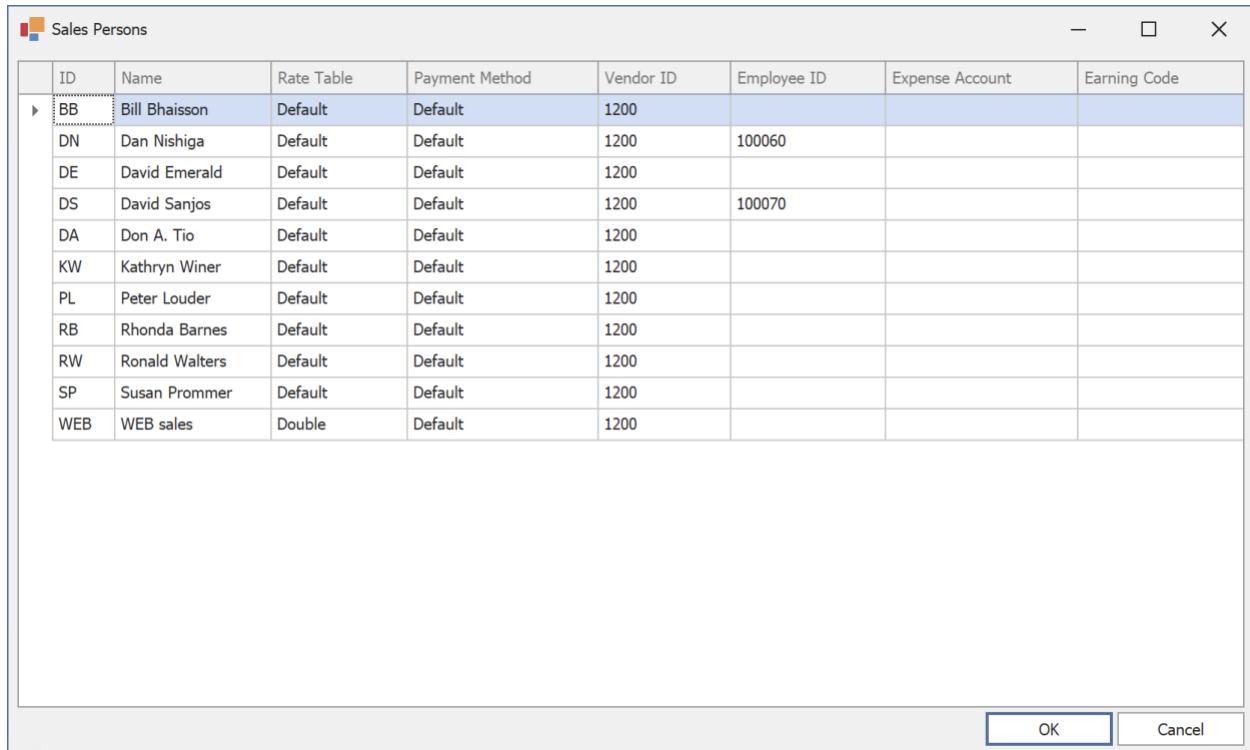 Sales Persons
ID Name Rate Table Payment Method Vendor ID Employee ID Expense Account Earning Code
BB Bill Bhaisson Default Default 1200
DN Dan Nishiga Default Default 1200 100060
DE David Emerald Default Default 1200
DS David Sanjos Default Default 1200 100070
DA Don A. Tio Default Default 1200
KW Kathryn Winer Default Default 1200
PL Peter Louder Default Default 1200
RB Rhonda Barnes Default Default 1200
RW Ronald Walters Default Default 1200
SP Susan Prommer Default Default 1200
WEB WEB sales Double Default 1200
OK Cancel